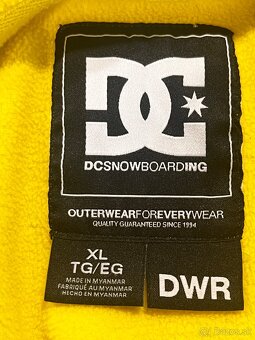 DC
DCSNOWBOARDING
OUTERWEARFOREVERYWEAR
QUALITY GUARANTEED SINCE 1994
XL
TG/EG
MADE IN MYANMAR
FABRIQUÉ AU MYANMAR
HECHO EN MYANMAR
DWR